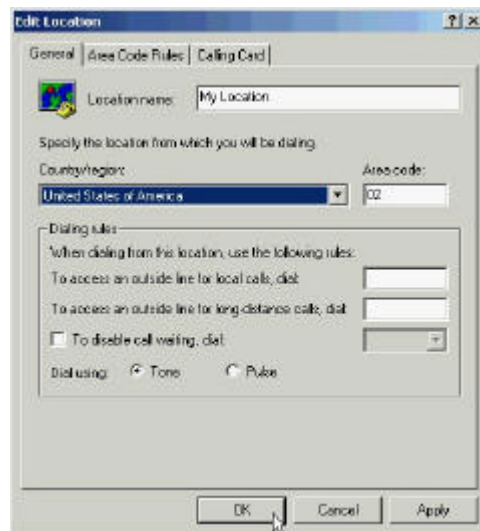 Edit Location
General Area Code Rules Calling Card
Location name: My Location
Specify the location from which you will be dialing.
Country/region: Area code:
United States of America 02
Dialing rules
When dialing from this location, use the following rules:
To access an outside line for local calls, dial:
To access an outside line for long-distance calls, dial:
To disable call waiting, dial:
Dial using: Tone Pulse
OK Cancel Apply